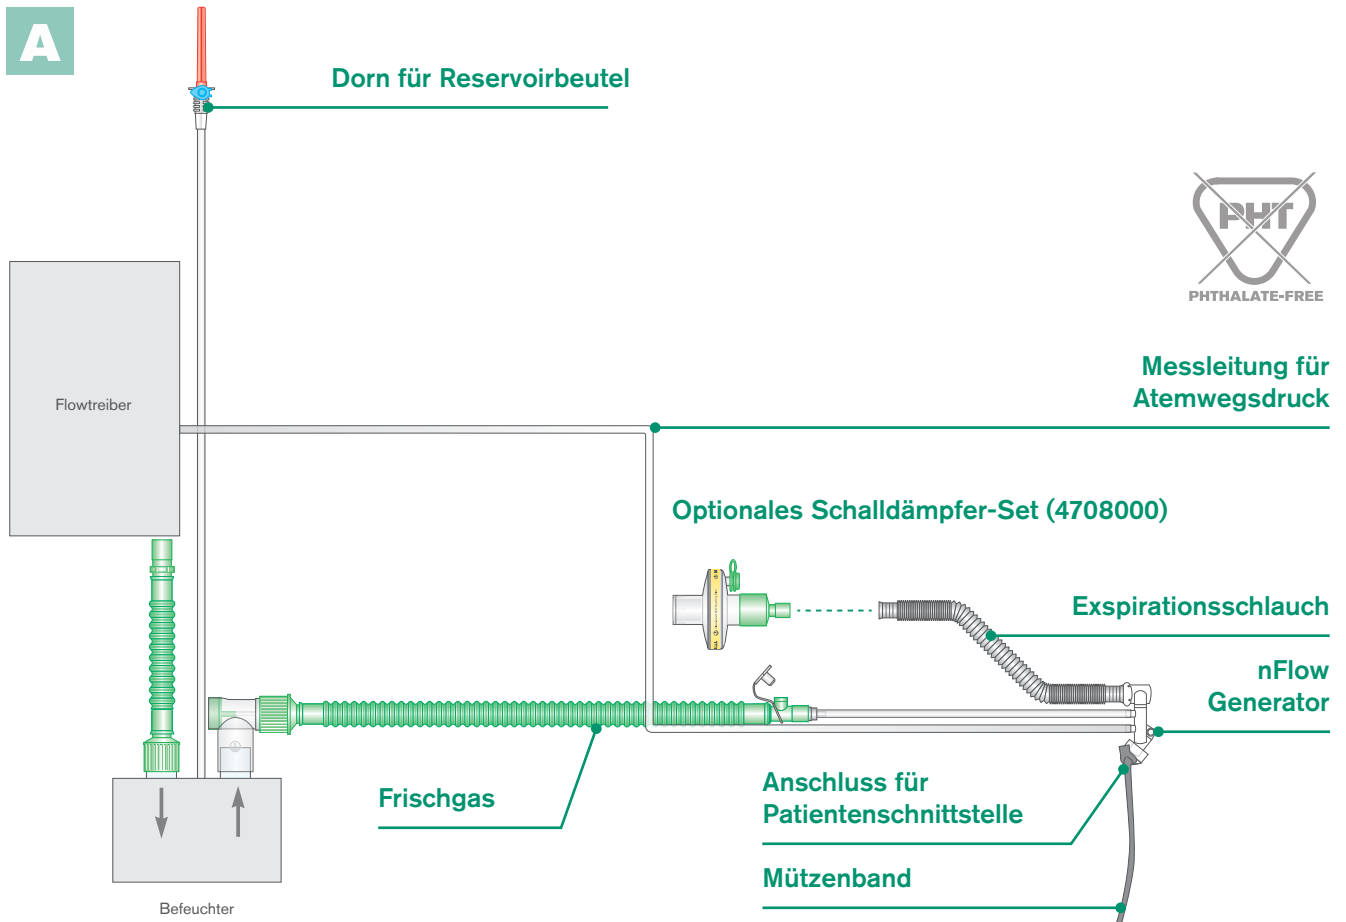 A
Dorn für Reservoirbeutel
PHT
PHTHALATE-FREE
Messleitung für
Atemwegsdruck
Flowtreiber
Optionales Schalldämpfer-Set (4708000)
Exspirationsschlauch
nFlow
Generator
Frischgas
Anschluss für
Patientenschnittstelle
Mützenband
Befeuchter